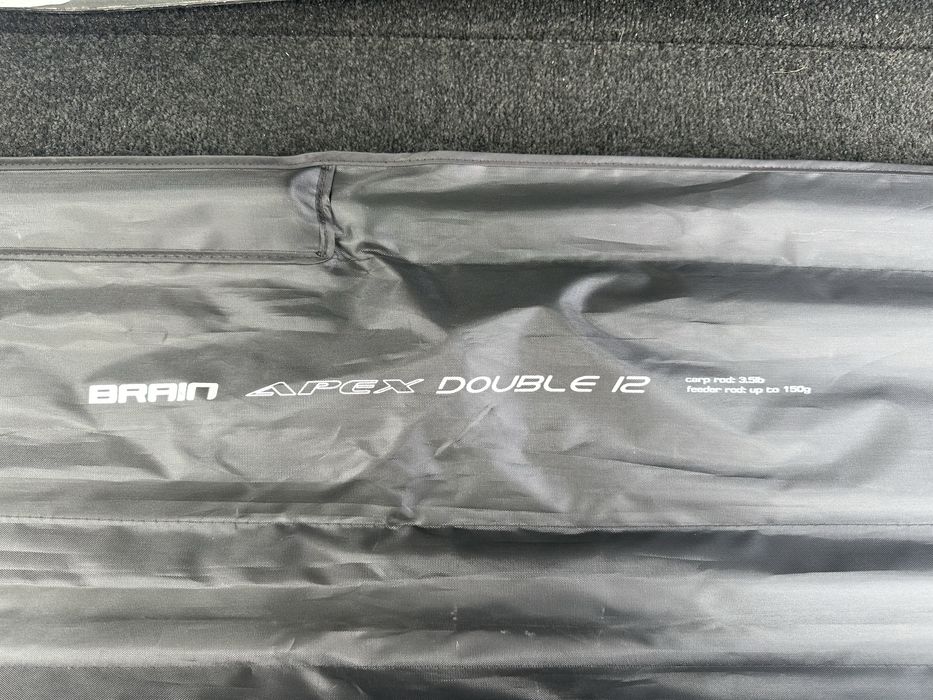 BRAIN APEX DOUBLE 12
carp rod: 3.5lb
feeder rod: up to 150g